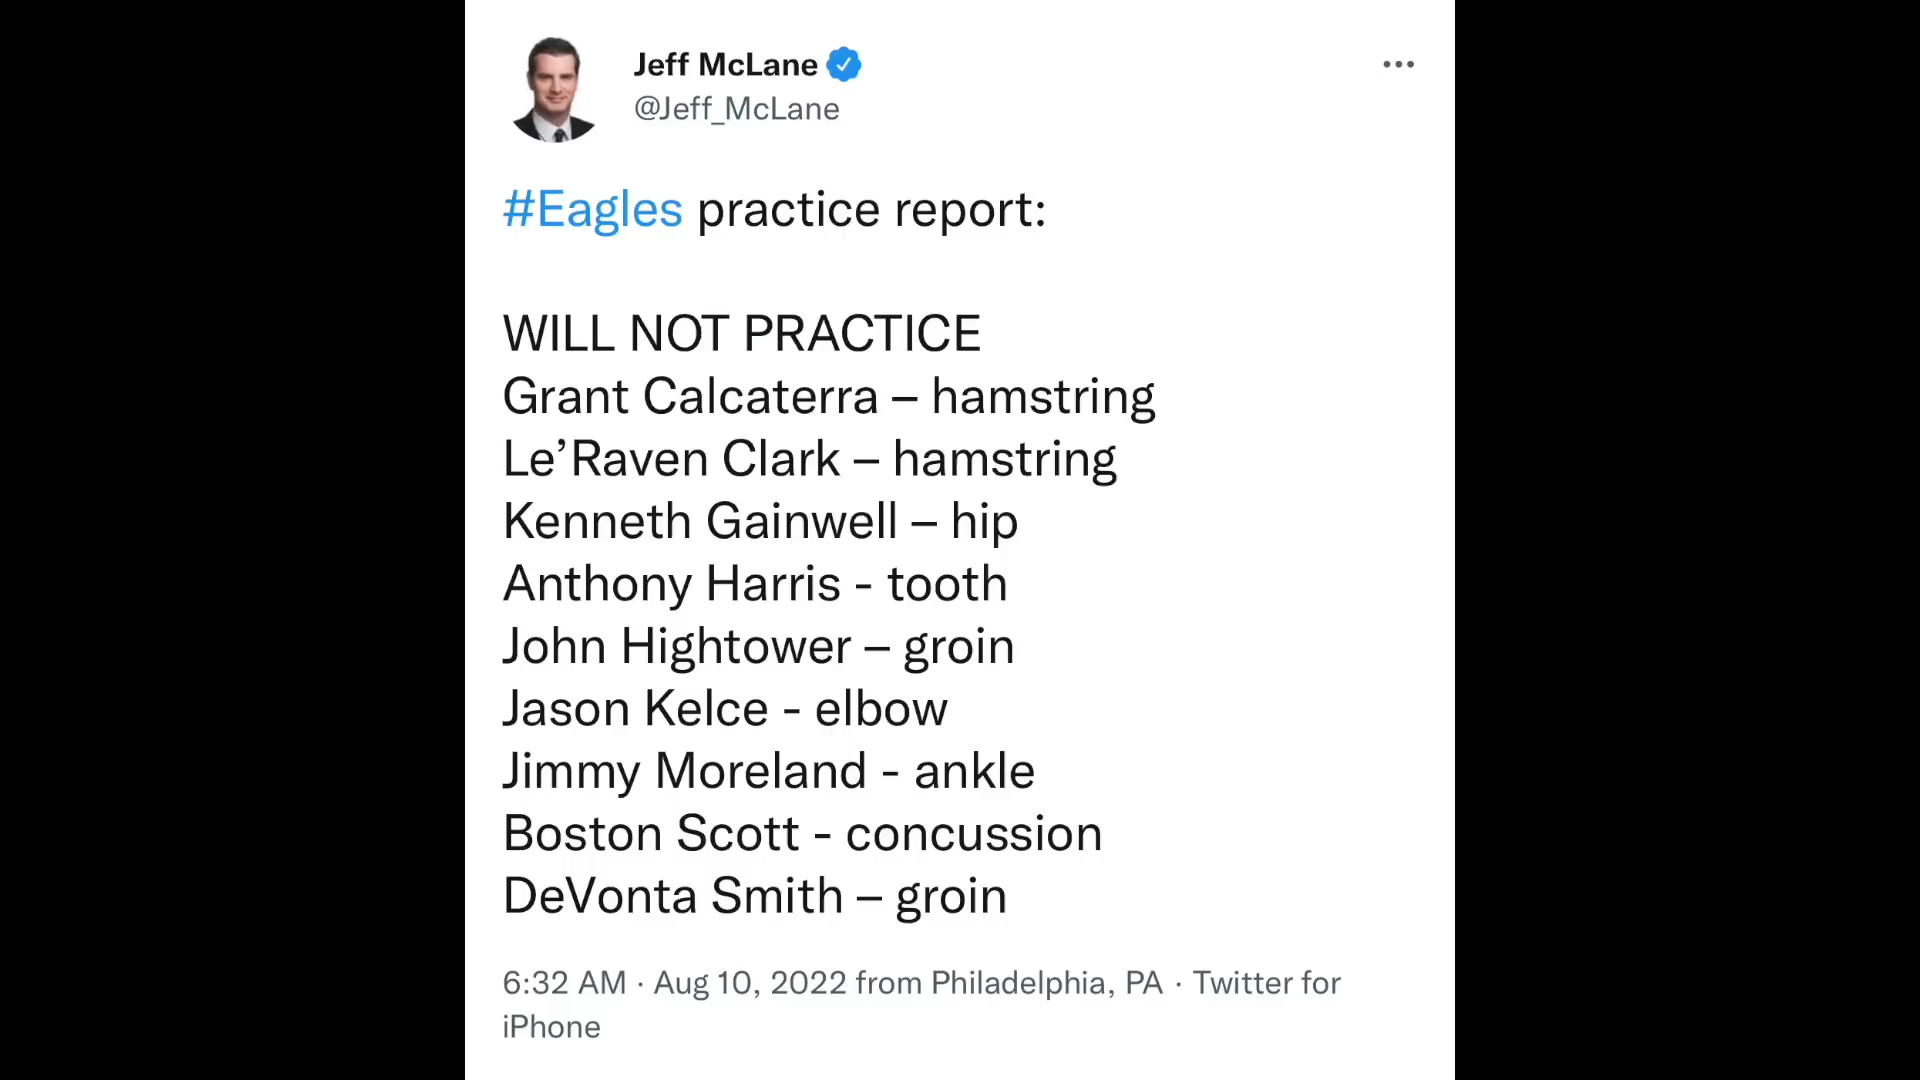 Jeff McLane
@Jeff_McLane
#Eagles practice report:
WILL NOT PRACTICE
Grant Calcaterra – hamstring
Le’Raven Clark – hamstring
Kenneth Gainwell – hip
Anthony Harris - tooth
John Hightower – groin
Jason Kelce - elbow
Jimmy Moreland - ankle
Boston Scott - concussion
DeVonta Smith – groin
6:32 AM · Aug 10, 2022 from Philadelphia, PA · Twitter for
iPhone